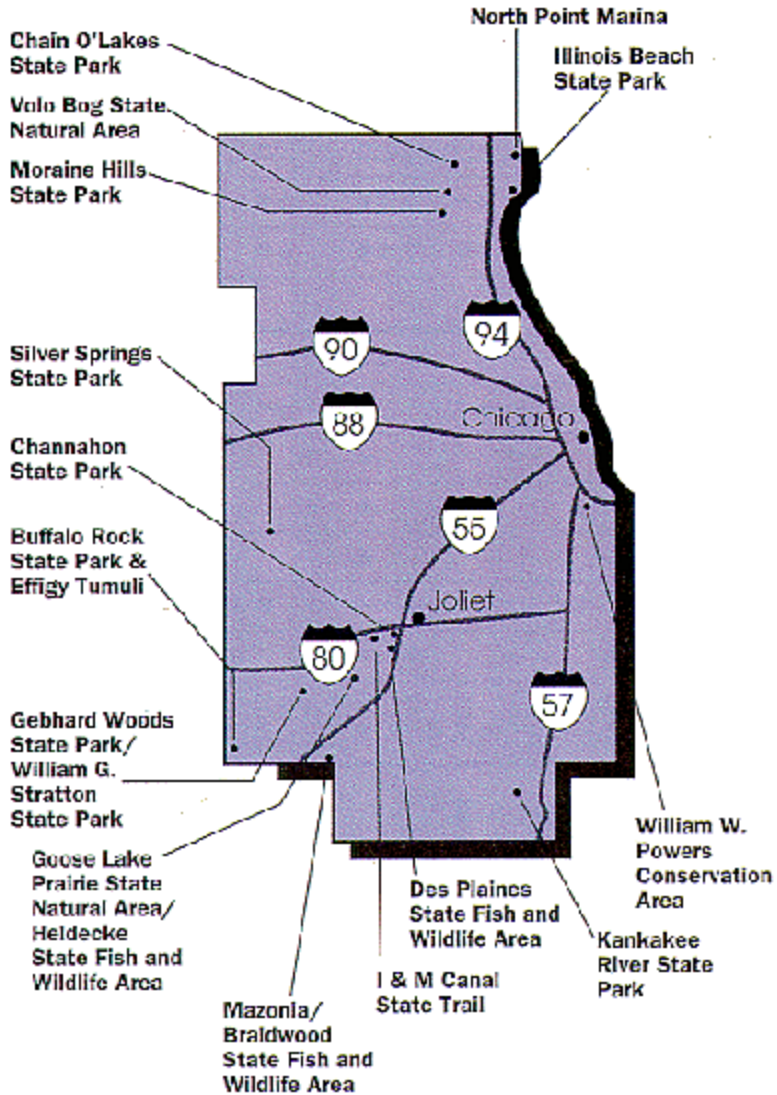 North Point Marina
Chain O'Lakes
State Park
Illinois Beach
State Park
Volo Bog State
Natural Area
Moraine Hills
State Park
94
90
Silver Springs
State Park
88
Chicago
Channahon
State Park
55
Buffalo Rock
State Park &
Effigy Tumuli
Joliet
80
57
Gebhard Woods
State Park/
William G.
Stratton
State Park
William W.
Powers
Conservation
Area
Goose Lake
Prairie State
Natural Area/
Heidecke
State Fish and
Wildlife Area
Des Plaines
State Fish and
Wildlife Area
Kankakee
River State
Park
I & M Canal
State Trail
Mazonia/
Braidwood
State Fish and
Wildlife Area